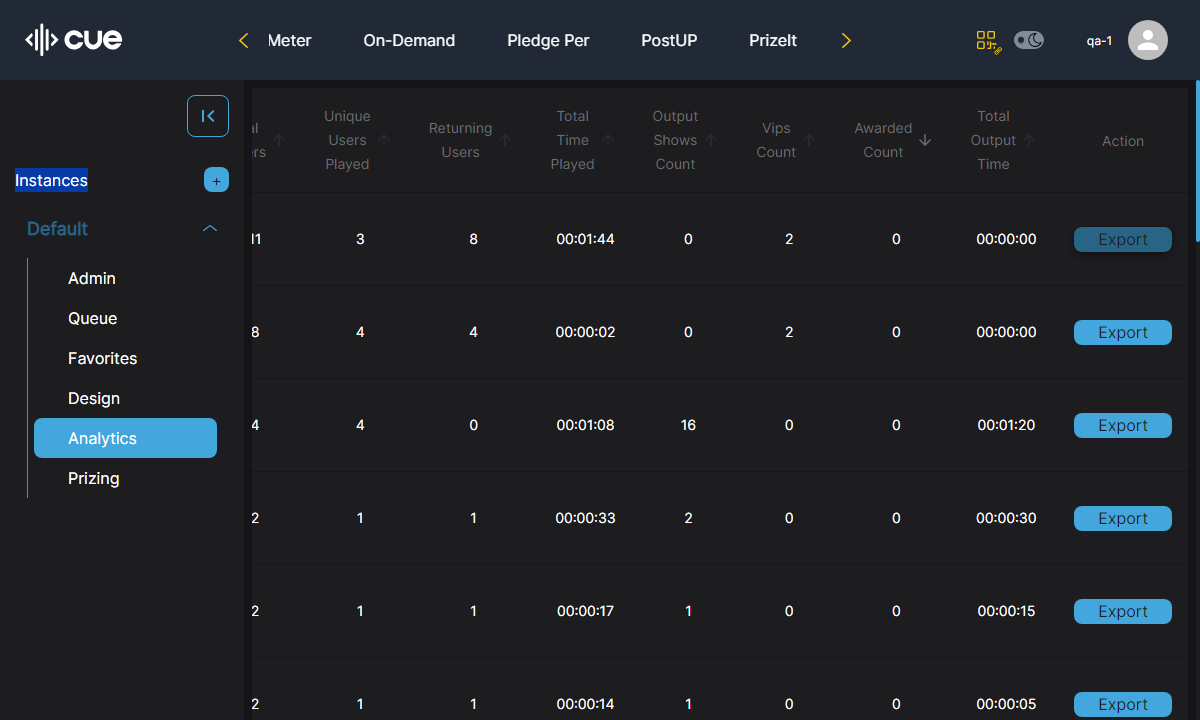 cue
Meter On-Demand Pledge Per PostUP PrizeIt
qa-1
Instances +
Default
Admin
Queue
Favorites
Design
Analytics
Prizing
Unique
Users
Played
Returning
Users
Total
Time
Played
Output
Shows
Count
Vips
Count
Awarded
Count
Total
Output
Time
Action
11 3 8 00:01:44 0 2 0 00:00:00 Export
8 4 4 00:00:02 0 2 0 00:00:00 Export
4 4 0 00:01:08 16 0 0 00:01:20 Export
2 1 1 00:00:33 2 0 0 00:00:30 Export
2 1 1 00:00:17 1 0 0 00:00:15 Export
2 1 1 00:00:14 1 0 0 00:00:05 Export